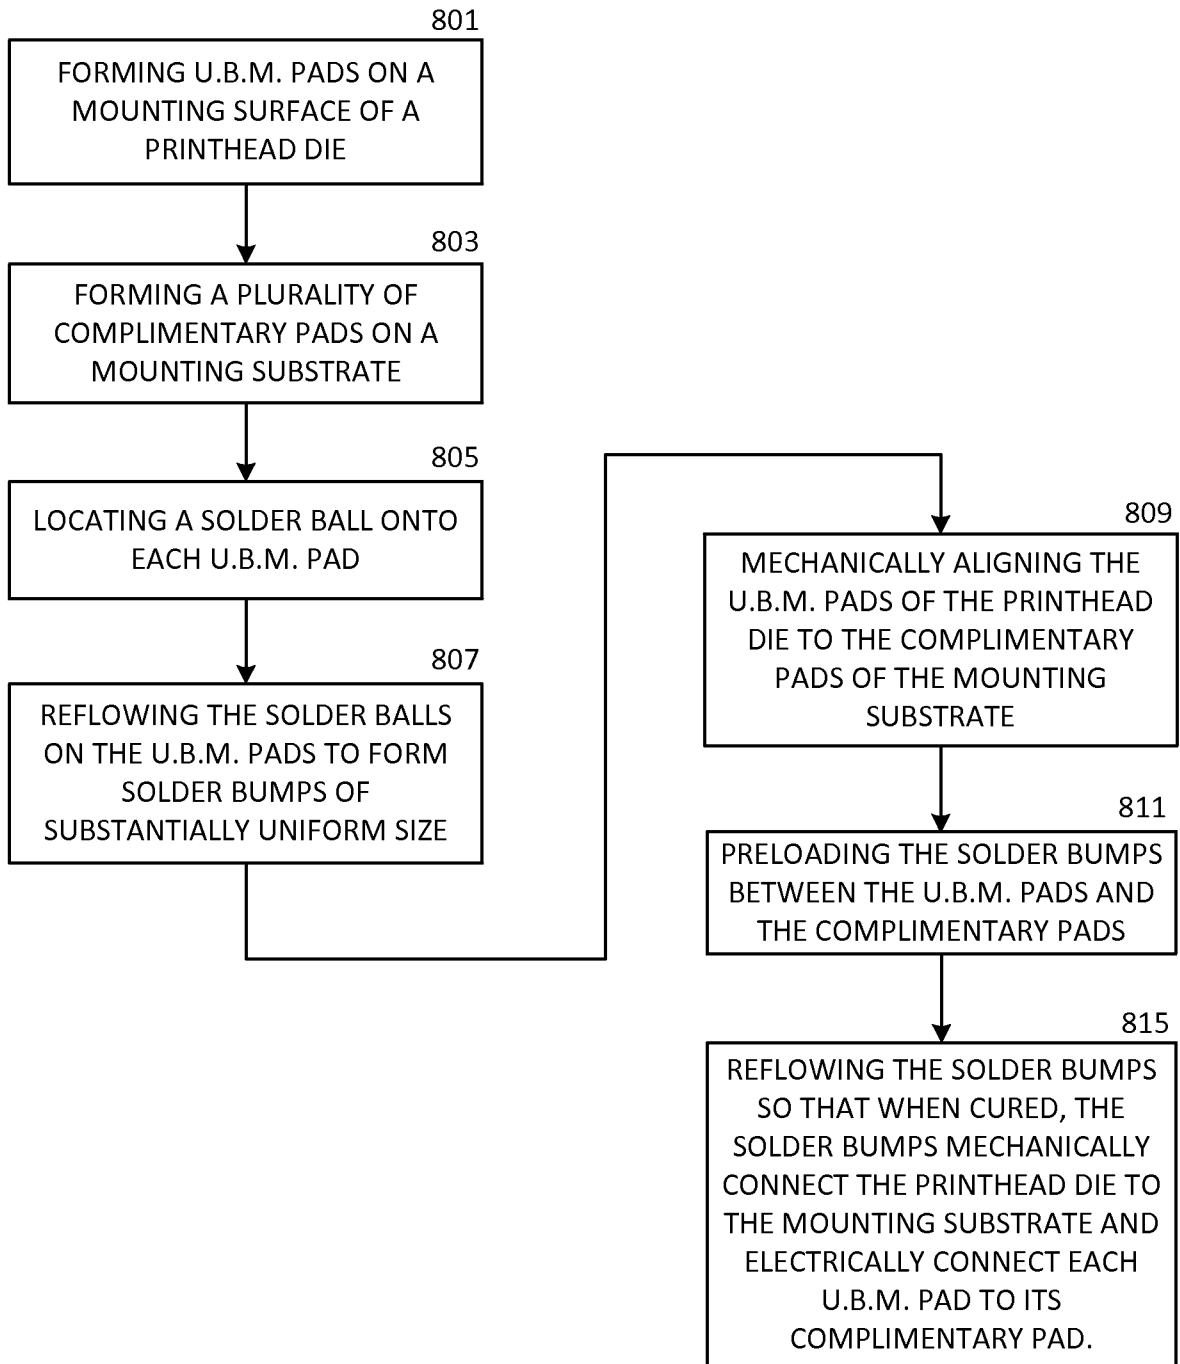 801
FORMING U.B.M. PADS ON A
MOUNTING SURFACE OF A
PRINTHEAD DIE
803
FORMING A PLURALITY OF
COMPLIMENTARY PADS ON A
MOUNTING SUBSTRATE
805
LOCATING A SOLDER BALL ONTO
EACH U.B.M. PAD
807
REFLOWING THE SOLDER BALLS
ON THE U.B.M. PADS TO FORM
SOLDER BUMPS OF
SUBSTANTIALLY UNIFORM SIZE
809
MECHANICALLY ALIGNING THE
U.B.M. PADS OF THE PRINTHEAD
DIE TO THE COMPLIMENTARY
PADS OF THE MOUNTING
SUBSTRATE
811
PRELOADING THE SOLDER BUMPS
BETWEEN THE U.B.M. PADS AND
THE COMPLIMENTARY PADS
815
REFLOWING THE SOLDER BUMPS
SO THAT WHEN CURED, THE
SOLDER BUMPS MECHANICALLY
CONNECT THE PRINTHEAD DIE TO
THE MOUNTING SUBSTRATE AND
ELECTRICALLY CONNECT EACH
U.B.M. PAD TO ITS
COMPLIMENTARY PAD.